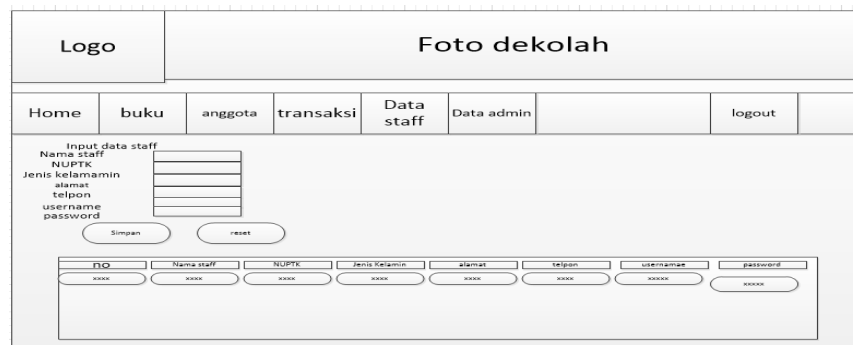 Logo
Foto dekolah
Home buku anggota transaksi Data staff Data admin logout
Input data staff
Nama staff
NUPTK
Jenis kelamamin
alamat
telpon
username
password
Simpan reset
no Nama staff NUPTK Jenis Kelamin alamat telpon usernamae password
xxxx xxxx xxxx xxxx xxxx xxxx xxxxx xxxxx